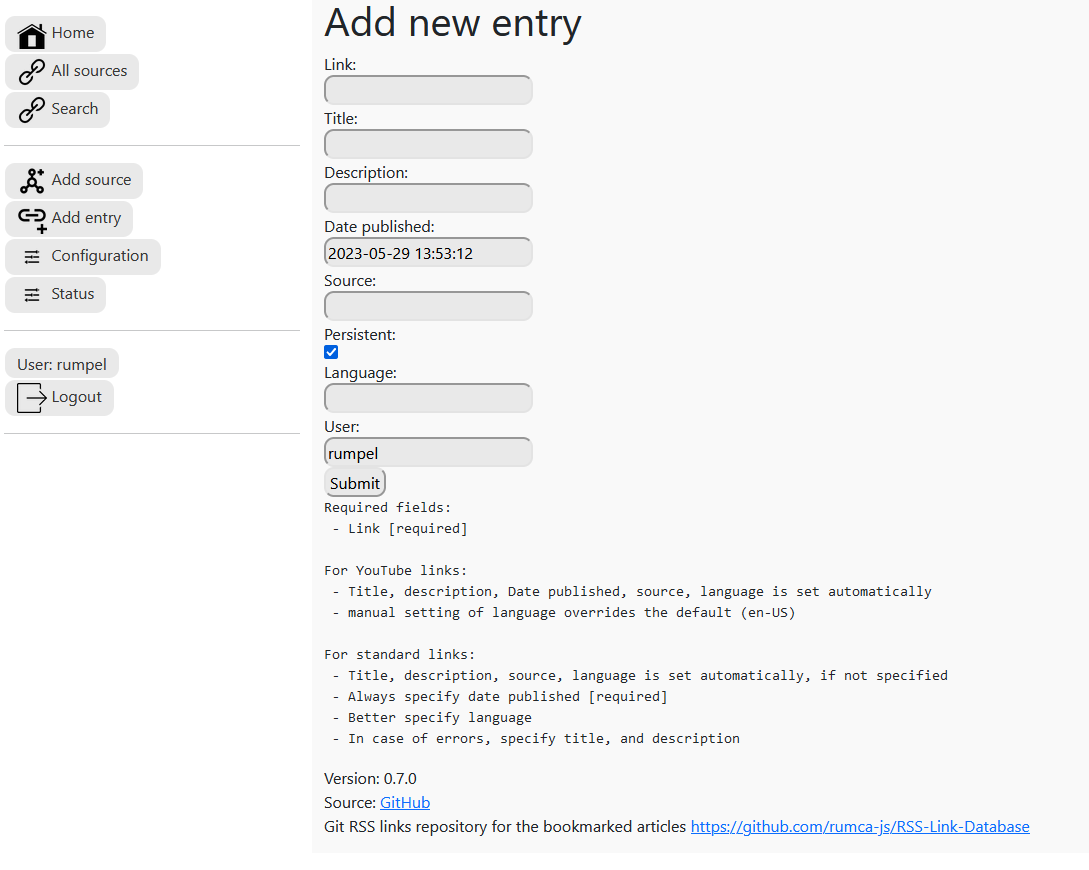 Home
All sources
Search
Add source
Add entry
Configuration
Status
User: rumpel
Logout
Add new entry
Link:
Title:
Description:
Date published:
2023-05-29 13:53:12
Source:
Persistent:
Language:
User:
rumpel
Submit
Required fields:
- Link [required]
For YouTube links:
- Title, description, Date published, source, language is set automatically
- manual setting of language overrides the default (en-US)
For standard links:
- Title, description, source, language is set automatically, if not specified
- Always specify date published [required]
- Better specify language
- In case of errors, specify title, and description
Version: 0.7.0
Source: GitHub
Git RSS links repository for the bookmarked articles https://github.com/rumca-js/RSS-Link-Database